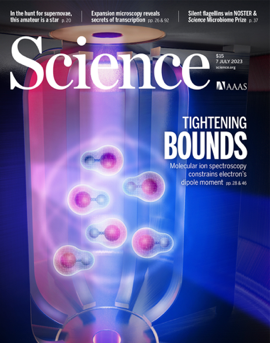 In the hunt for supernovae,
this amateur is a star p. 20
Expansion microscopy reveals
secrets of transcription pp. 26 & 92
Silent flagellins win NOSTER &
Science Microbiome Prize p. 37
Science
$15
7 JULY 2023
science.org
AAAS
TIGHTENING
BOUNDS
Molecular ion spectroscopy
constrains electron's
dipole moment pp. 28 & 46